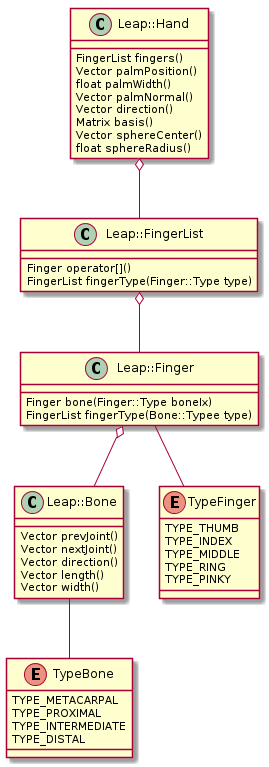 C Leap::Hand
FingerList fingers()
Vector palmPosition()
float palmWidth()
Vector palmNormal()
Vector direction()
Matrix basis()
Vector sphereCenter()
float sphereRadius()
C Leap::FingerList
Finger operator[]()
FingerList fingerType(Finger::Type type)
C Leap::Finger
Finger bone(Finger::Type boneIx)
FingerList fingerType(Bone::Typee type)
C Leap::Bone
Vector prevJoint()
Vector nextJoint()
Vector direction()
Vector length()
Vector width()
E TypeFinger
TYPE_THUMB
TYPE_INDEX
TYPE_MIDDLE
TYPE_RING
TYPE_PINKY
E TypeBone
TYPE_METACARPAL
TYPE_PROXIMAL
TYPE_INTERMEDIATE
TYPE_DISTAL